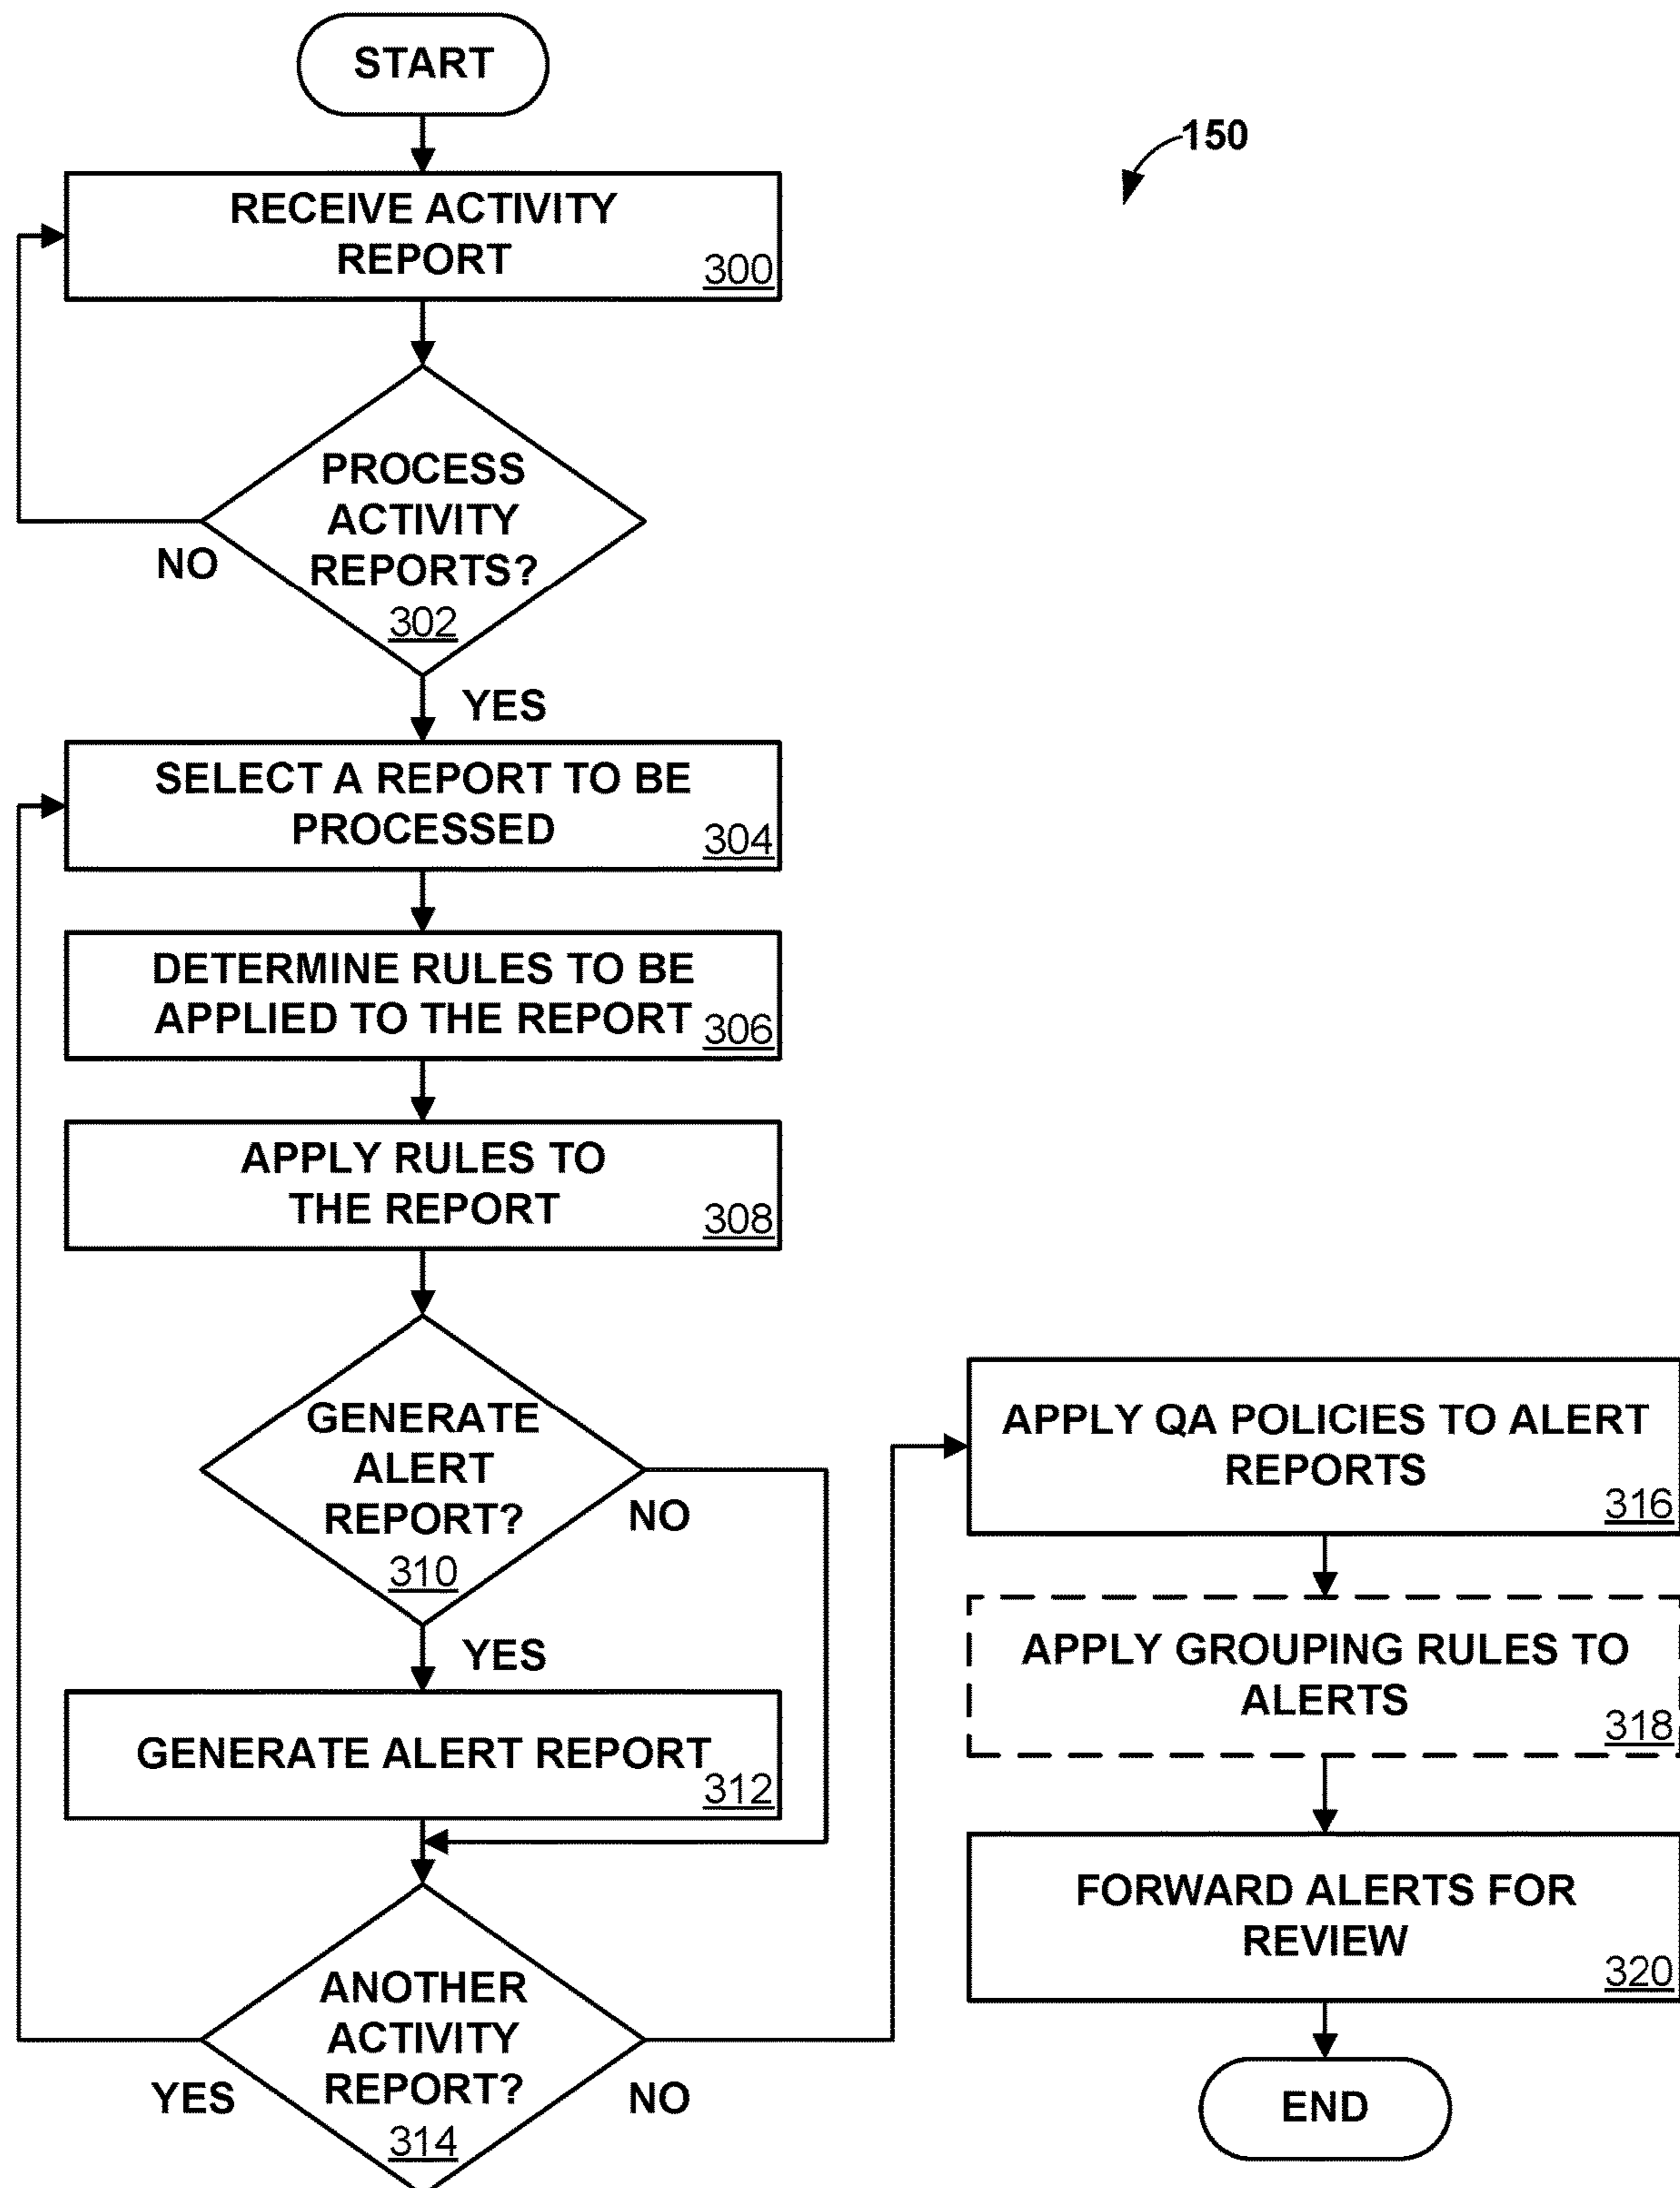 START
150
RECEIVE ACTIVITY
REPORT
300
PROCESS
ACTIVITY
REPORTS?
302
NO
YES
SELECT A REPORT TO BE
PROCESSED
304
DETERMINE RULES TO BE
APPLIED TO THE REPORT
306
APPLY RULES TO
THE REPORT
308
GENERATE
ALERT
REPORT?
310
NO
YES
GENERATE ALERT REPORT
312
ANOTHER
ACTIVITY
REPORT?
314
YES
NO
APPLY QA POLICIES TO ALERT
REPORTS
316
APPLY GROUPING RULES TO
ALERTS
318
FORWARD ALERTS FOR
REVIEW
320
END